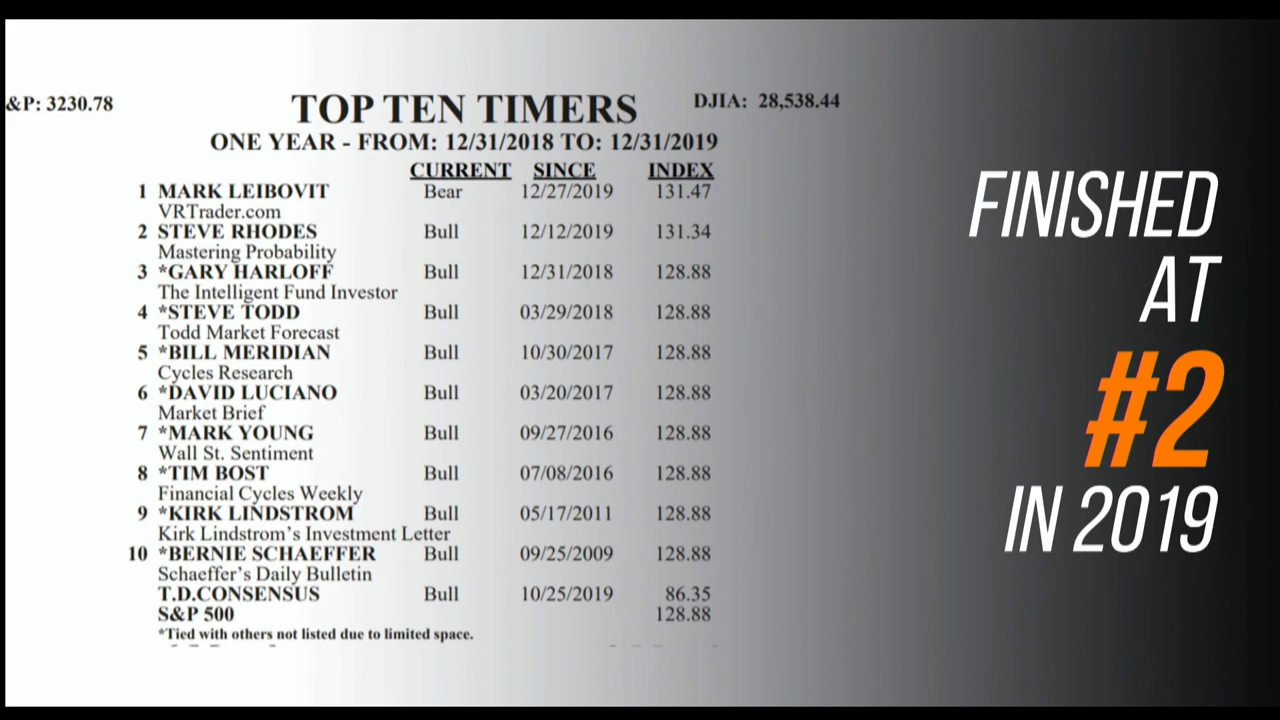 &P: 3230.78
TOP TEN TIMERS
DJIA: 28,538.44
ONE YEAR - FROM: 12/31/2018 TO: 12/31/2019
CURRENT SINCE INDEX
1 MARK LEIBOVIT Bear 12/27/2019 131.47
VRTrader.com
2 STEVE RHODES Bull 12/12/2019 131.34
Mastering Probability
3 *GARY HARLOFF Bull 12/31/2018 128.88
The Intelligent Fund Investor
4 *STEVE TODD Bull 03/29/2018 128.88
Todd Market Forecast
5 *BILL MERIDIAN Bull 10/30/2017 128.88
Cycles Research
6 *DAVID LUCIANO Bull 03/20/2017 128.88
Market Brief
7 *MARK YOUNG Bull 09/27/2016 128.88
Wall St. Sentiment
8 *TIM BOST Bull 07/08/2016 128.88
Financial Cycles Weekly
9 *KIRK LINDSTROM Bull 05/17/2011 128.88
Kirk Lindstrom's Investment Letter
10 *BERNIE SCHAEFFER Bull 09/25/2009 128.88
Schaeffer's Daily Bulletin
T.D.CONSENSUS Bull 10/25/2019 86.35
S&P 500 128.88
*Tied with others not listed due to limited space.
FINISHED
AT
#2
IN 2019